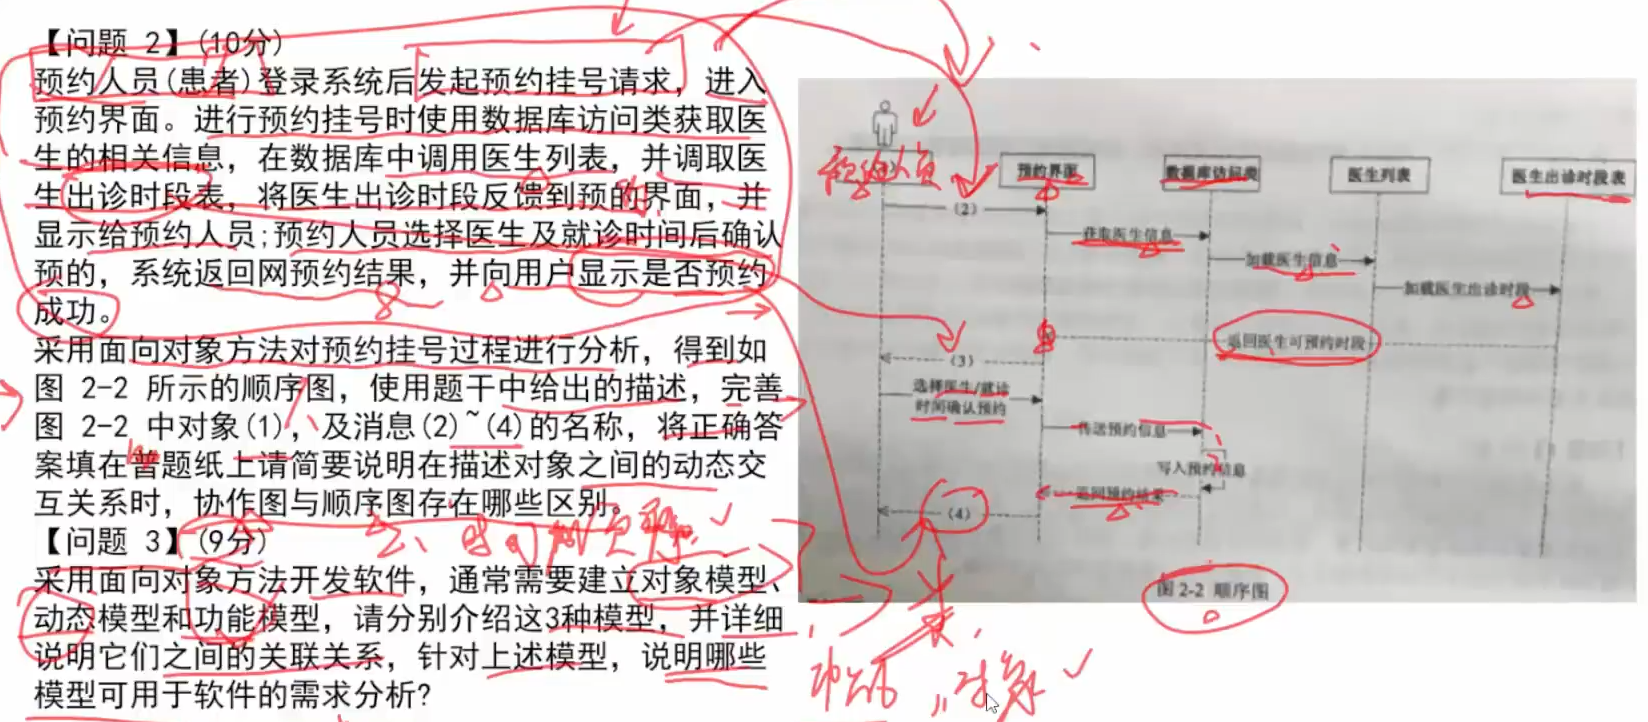 【问题 2】(10分)
预约人员(患者)登录系统后发起预约挂号请求，进入
预约界面。进行预约挂号时使用数据库访问类获取医
生的相关信息，在数据库中调用医生列表，并调取医
生出诊时段表，将医生出诊时段反馈到预的界面，并
显示给预约人员;预约人员选择医生及就诊时间后确认
预的，系统返回网预约结果，并向用户显示是否预约
成功。
采用面向对象方法对预约挂号过程进行分析，得到如
图 2-2 所示的顺序图，使用题干中给出的描述，完善
图 2-2 中对象(1)，及消息(2)~(4)的名称，将正确答
案填在普题纸上请简要说明在描述对象之间的动态交
互关系时，协作图与顺序图存在哪些区别。
【问题 3】(9分)
采用面向对象方法开发软件，通常需要建立对象模型、
动态模型和功能模型，请分别介绍这3种模型，并详细
说明它们之间的关联关系，针对上述模型，说明哪些
模型可用于软件的需求分析?
预约人员
预约界面
数据库访问类
医生列表
医生出诊时段表
(2)
获取医生信息
加载医生信息
加载医生出诊时段
返回医生可预约时段
(3)
选择医生/就诊
时间确认预约
传送预约信息
写入预约信息
返回预约结果
(4)
图 2-2 顺序图
对象